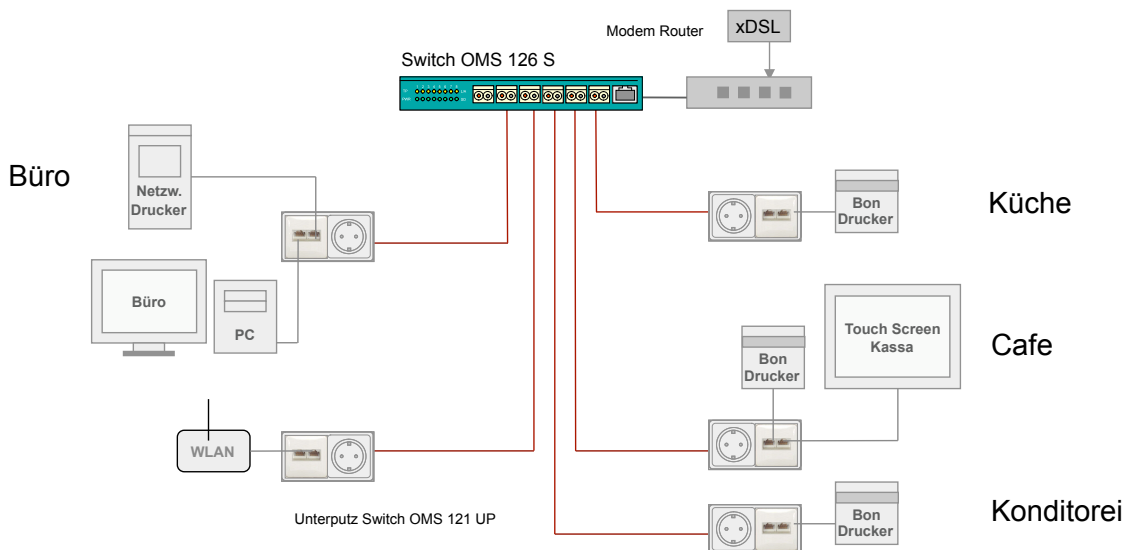 xDSL
Modem Router
Switch OMS 126 S
Büro
Netzw.
Drucker
Büro
PC
WLAN
Unterputz Switch OMS 121 UP
Bon
Drucker
Küche
Touch Screen
Kassa
Bon
Drucker
Cafe
Bon
Drucker
Konditorei